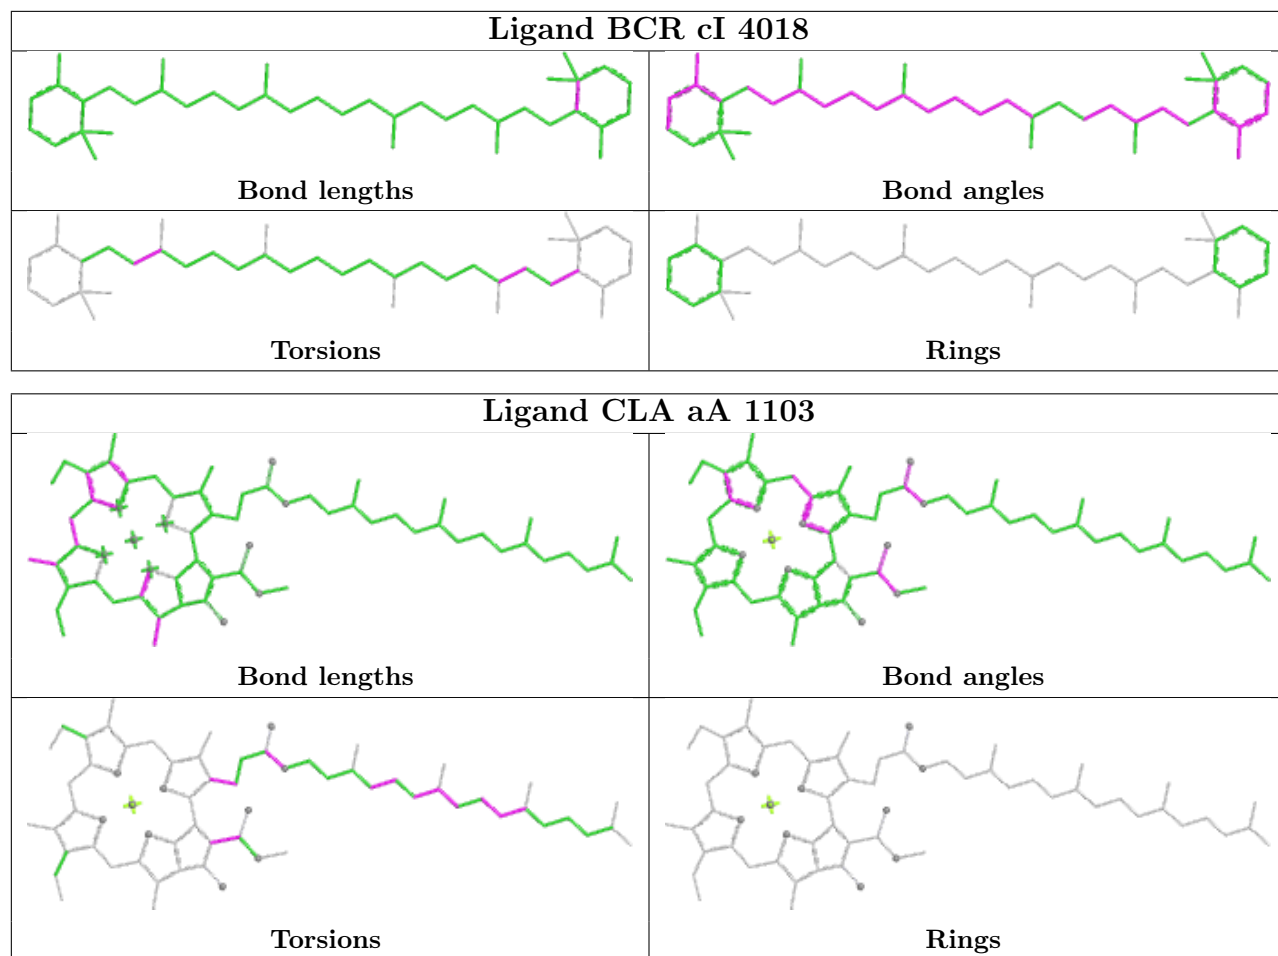 Ligand BCR cI 4018
Bond lengths
Bond angles
Torsions
Rings
Ligand CLA aA 1103
Bond lengths
Bond angles
Torsions
Rings